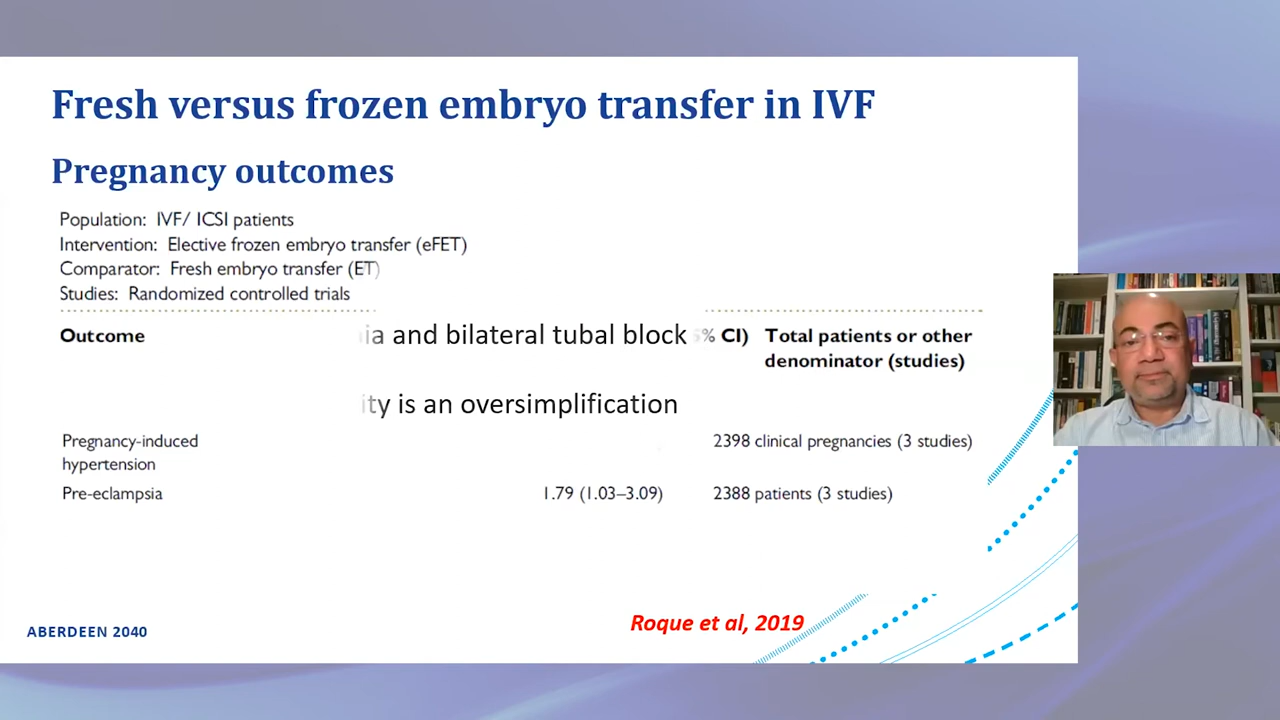 Fresh versus frozen embryo transfer in IVF
Pregnancy outcomes
Population: IVF/ ICSI patients
Intervention: Elective frozen embryo transfer (eFET)
Comparator: Fresh embryo transfer (ET)
Studies: Randomized controlled trials
Outcome and bilateral tubal block % CI) Total patients or other
denominator (studies)
is an oversimplification
Pregnancy-induced 2398 clinical pregnancies (3 studies)
hypertension
Pre-eclampsia 1.79 (1.03–3.09) 2388 patients (3 studies)
Roque et al, 2019
ABERDEEN 2040